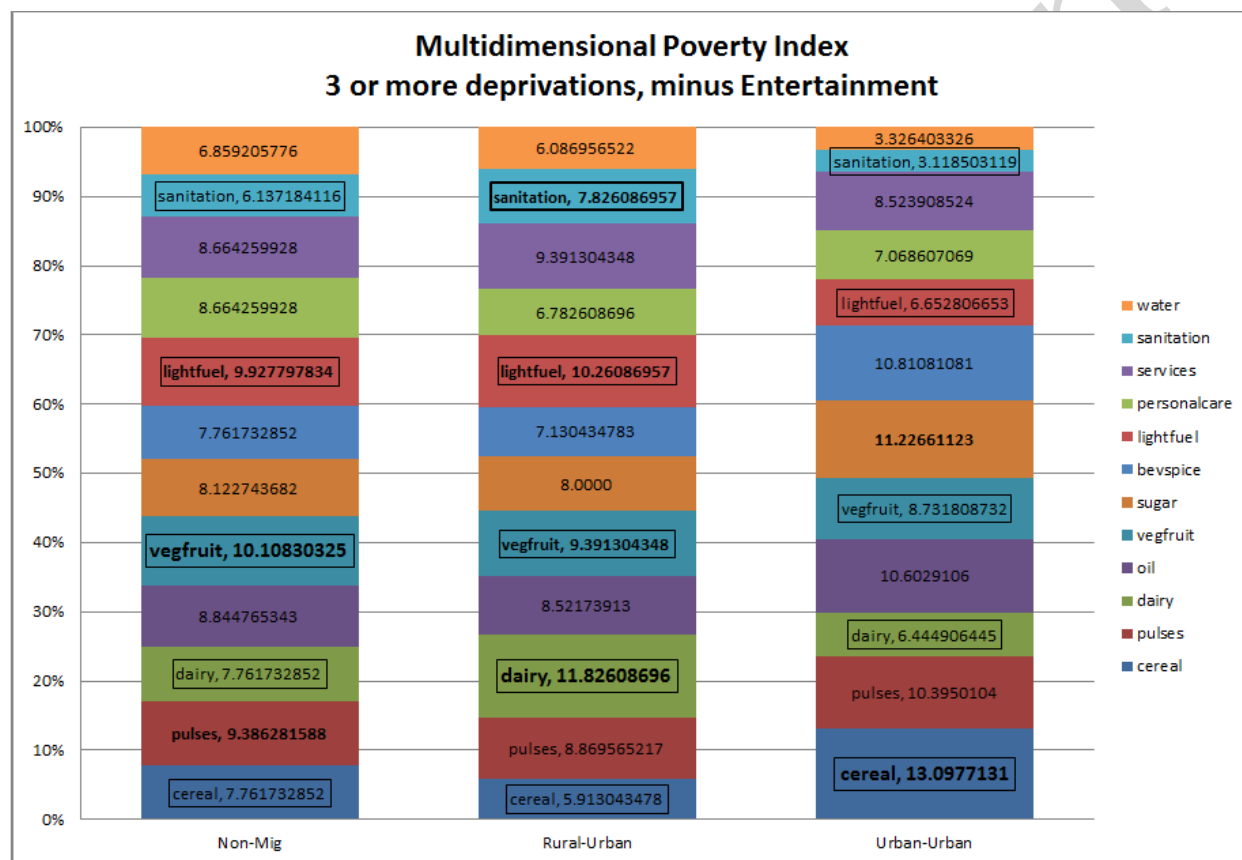 Multidimensional Poverty Index
3 or more deprivations, minus Entertainment
100%
90%
80%
70%
60%
50%
40%
30%
20%
10%
0%
6.859205776
sanitation, 6.137184116
8.664259928
8.664259928
lightfuel, 9.927797834
7.761732852
8.122743682
vegfruit, 10.10830325
8.844765343
dairy, 7.761732852
pulses, 9.386281588
cereal, 7.761732852
6.086956522
sanitation, 7.826086957
9.391304348
6.782608696
lightfuel, 10.26086957
7.130434783
8.0000
vegfruit, 9.391304348
8.52173913
dairy, 11.82608696
pulses, 8.869565217
cereal, 5.913043478
3.326403326
sanitation, 3.118503119
8.523908524
7.068607069
lightfuel, 6.652806653
10.81081081
11.22661123
vegfruit, 8.731808732
10.6029106
dairy, 6.444906445
pulses, 10.3950104
cereal, 13.0977131
Non-Mig
Rural-Urban
Urban-Urban
water
sanitation
services
personalcare
lightfuel
bevspice
sugar
vegfruit
oil
dairy
pulses
cereal